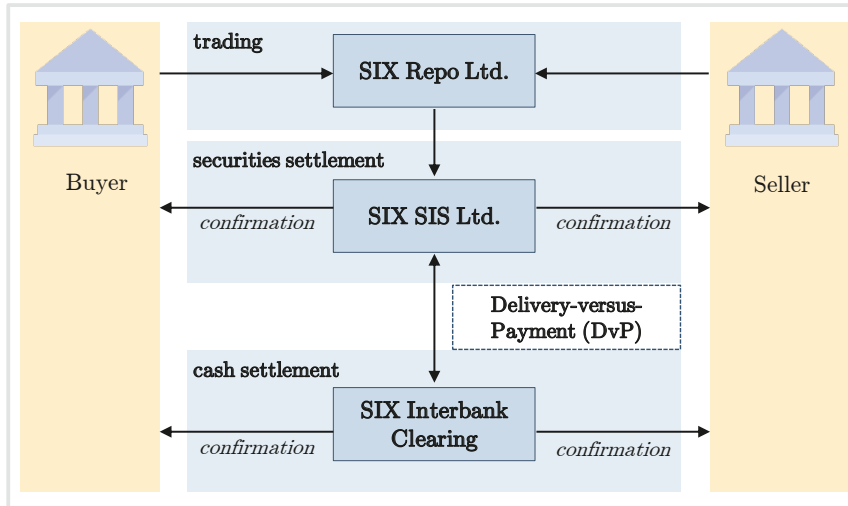 trading
SIX Repo Ltd.
securities settlement
Buyer
Seller
SIX SIS Ltd.
confirmation
confirmation
Delivery-versus-
Payment (DvP)
cash settlement
SIX Interbank
Clearing
confirmation
confirmation